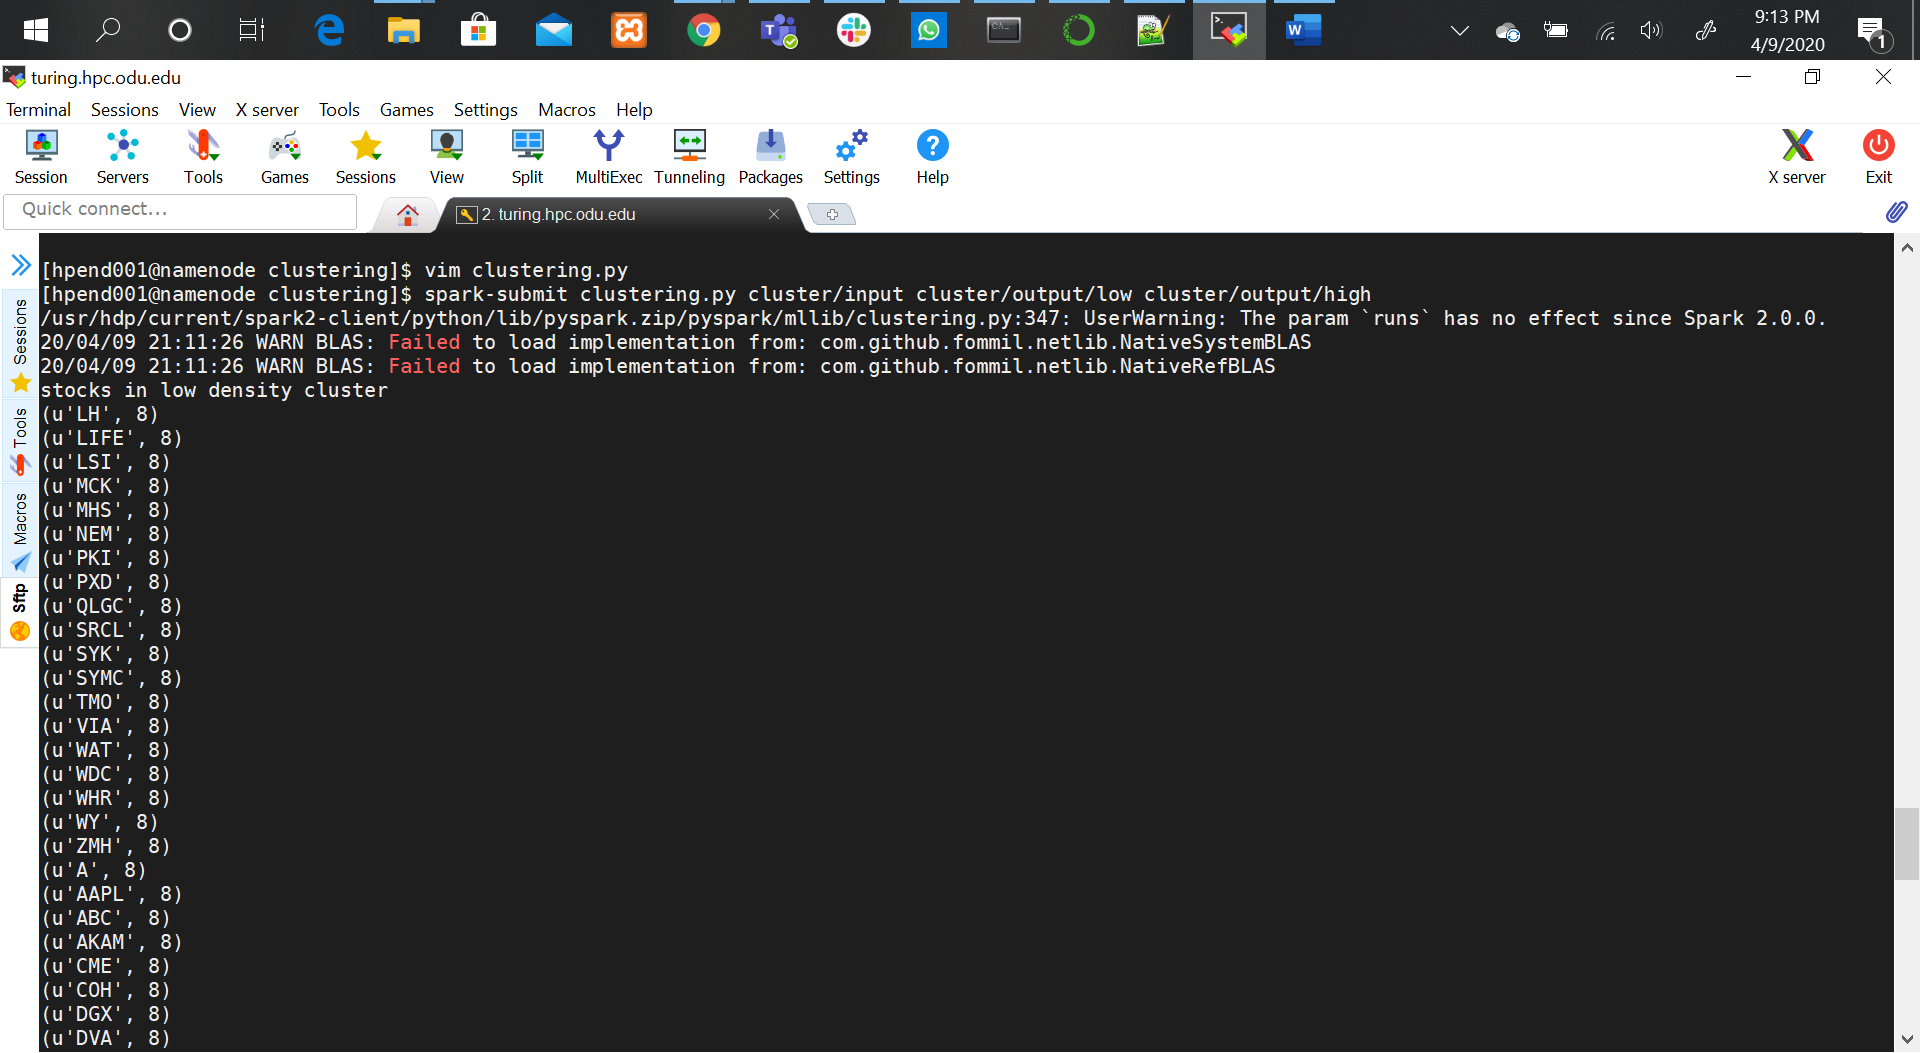 9:13 PM
4/9/2020
1
turing.hpc.odu.edu
Terminal Sessions View X server Tools Games Settings Macros Help
Session Servers Tools Games Sessions View Split MultiExec Tunneling Packages Settings Help X server Exit
Quick connect...
2. turing.hpc.odu.edu
Sessions
Tools
Macros
Sftp
[hpend001@namenode clustering]$ vim clustering.py
[hpend001@namenode clustering]$ spark-submit clustering.py cluster/input cluster/output/low cluster/output/high
/usr/hdp/current/spark2-client/python/lib/pyspark.zip/pyspark/mllib/clustering.py:347: UserWarning: The param `runs` has no effect since Spark 2.0.0.
20/04/09 21:11:26 WARN BLAS: Failed to load implementation from: com.github.fommil.netlib.NativeSystemBLAS
20/04/09 21:11:26 WARN BLAS: Failed to load implementation from: com.github.fommil.netlib.NativeRefBLAS
stocks in low density cluster
(u'LH', 8)
(u'LIFE', 8)
(u'LSI', 8)
(u'MCK', 8)
(u'MHS', 8)
(u'NEM', 8)
(u'PKI', 8)
(u'PXD', 8)
(u'QLGC', 8)
(u'SRCL', 8)
(u'SYK', 8)
(u'SYMC', 8)
(u'TMO', 8)
(u'VIA', 8)
(u'WAT', 8)
(u'WDC', 8)
(u'WHR', 8)
(u'WY', 8)
(u'ZMH', 8)
(u'A', 8)
(u'AAPL', 8)
(u'ABC', 8)
(u'AKAM', 8)
(u'CME', 8)
(u'COH', 8)
(u'DGX', 8)
(u'DVA', 8)